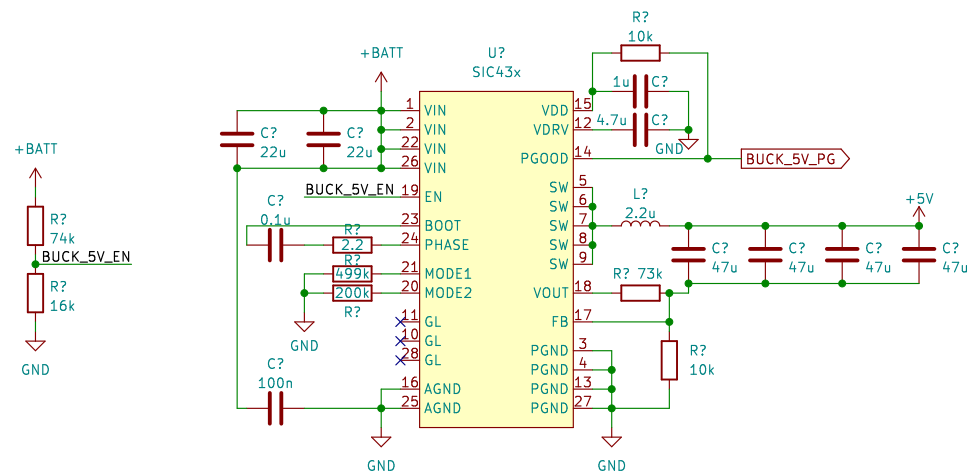 +BATT
R?
74k
BUCK_5V_EN
R?
16k
GND
+BATT
C?
22u
C?
22u
BUCK_5V_EN
C?
0.1u
R?
2.2
R?
499k
200k
R?
GND
C?
100n
GND
U?
SIC43x
1 VIN
2 VIN
22 VIN
26 VIN
19 EN
23 BOOT
24 PHASE
21 MODE1
20 MODE2
11 GL
10 GL
28 GL
16 AGND
25 AGND
VDD 15
VDRV 12
PGOOD 14
SW 5
SW 6
SW 7
SW 8
SW 9
VOUT 18
FB 17
PGND 3
PGND 4
PGND 13
PGND 27
R?
10k
1u C?
4.7u C?
GND
BUCK_5V_PG
L?
2.2u
+5V
C?
47u
C?
47u
C?
47u
C?
47u
R? 73k
R?
10k
GND